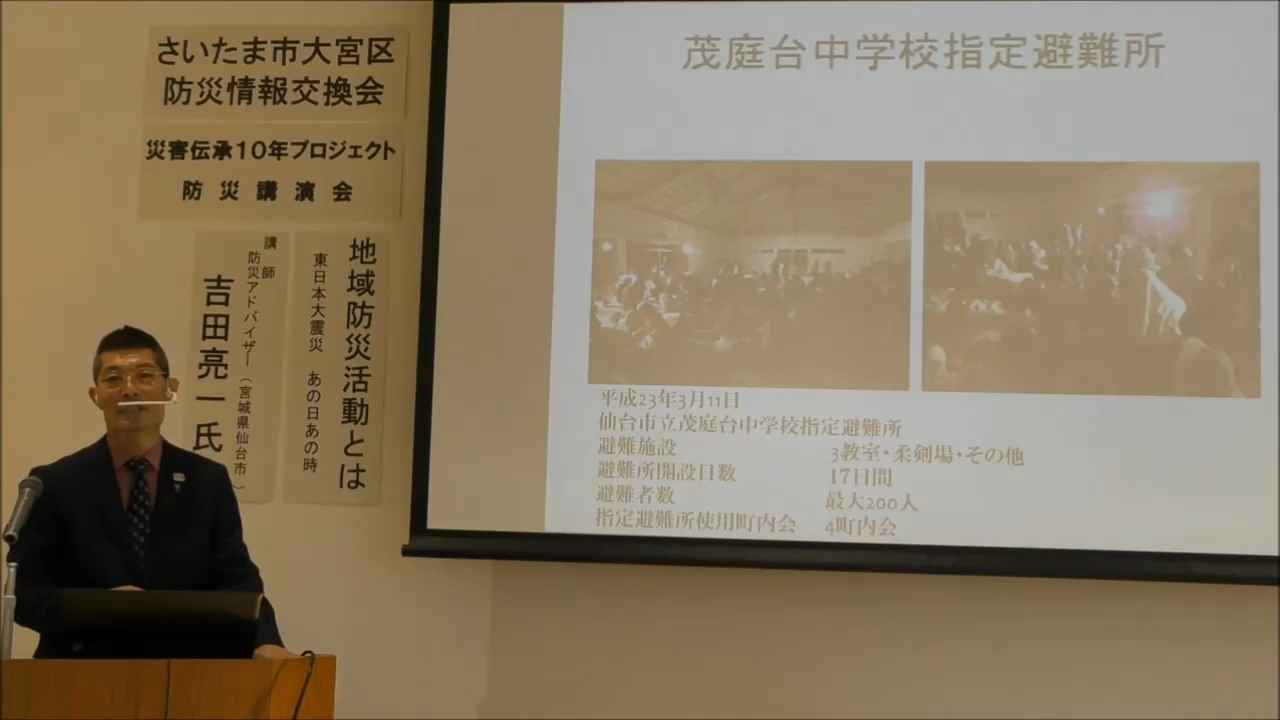 さいたま市大宮区
防災情報交換会
災害伝承10年プロジェクト
防災講演会
地域防災活動とは
東日本大震災 あの日あの時
講師
防災アドバイザー（宮城県仙台市）
吉田亮一氏
茂庭台中学校指定避難所
平成23年3月11日
仙台市立茂庭台中学校指定避難所
避難施設 3教室・柔剣場・その他
避難所開設日数 17日間
避難者数 最大200人
指定避難所使用町内会 4町内会